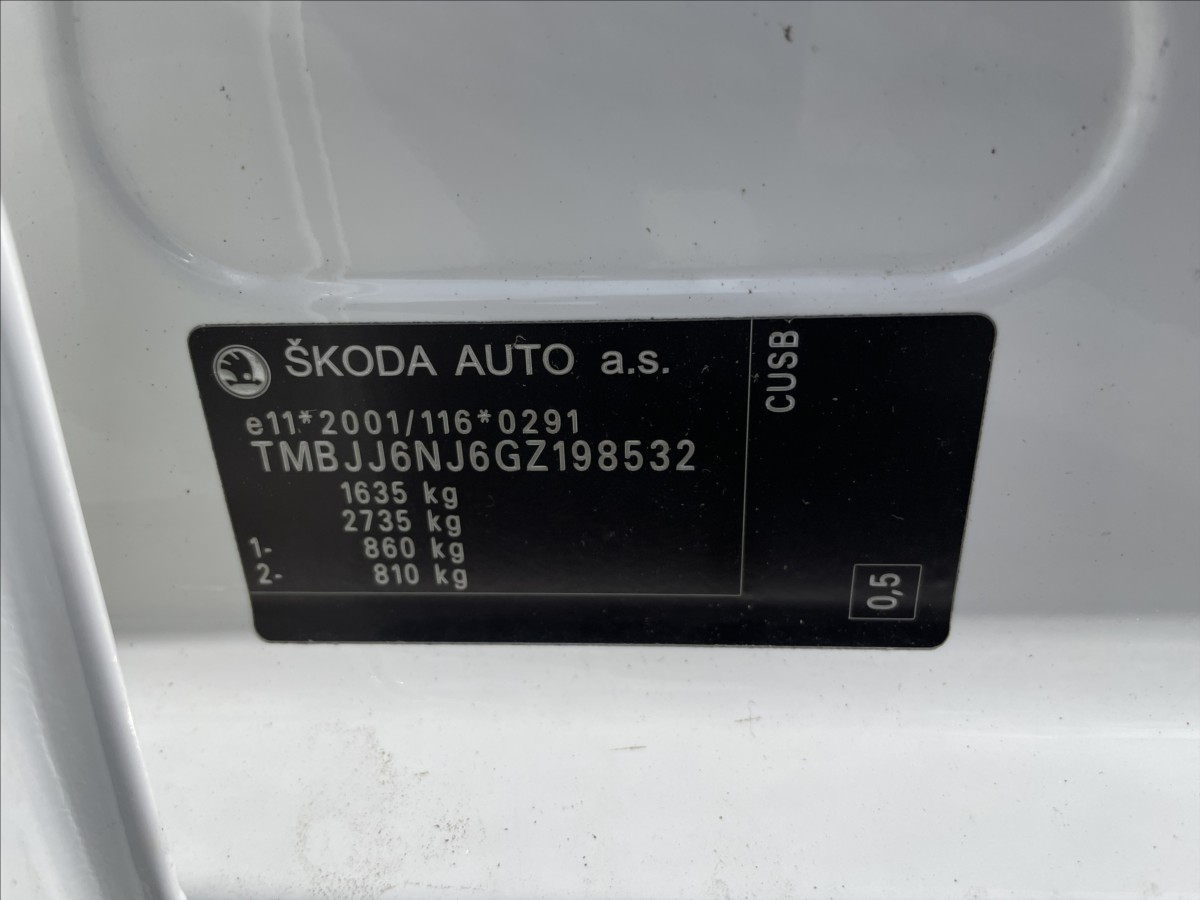 ŠKODA AUTO a.s.
e11*2001/116*0291
TMBJJ6NJ6GZ198532
1635 kg
2735 kg
1- 860 kg
2- 810 kg
CUSB
0,5